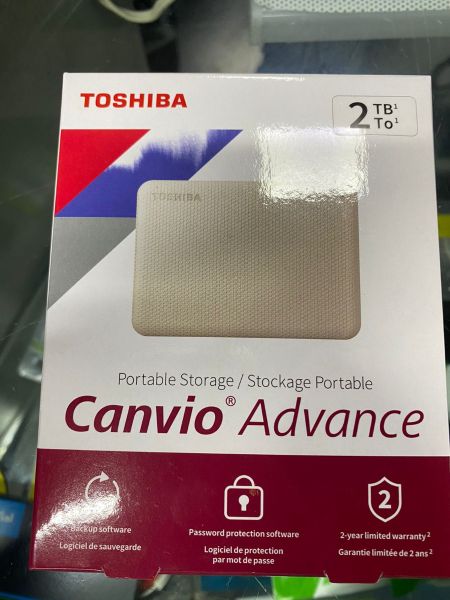 TOSHIBA
2 TB¹
To¹
TOSHIBA
Portable Storage / Stockage Portable
Canvio® Advance
Backup software
Logiciel de sauvegarde
Password protection software
Logiciel de protection
par mot de passe
2
2-year limited warranty²
Garantie limitée de 2 ans²